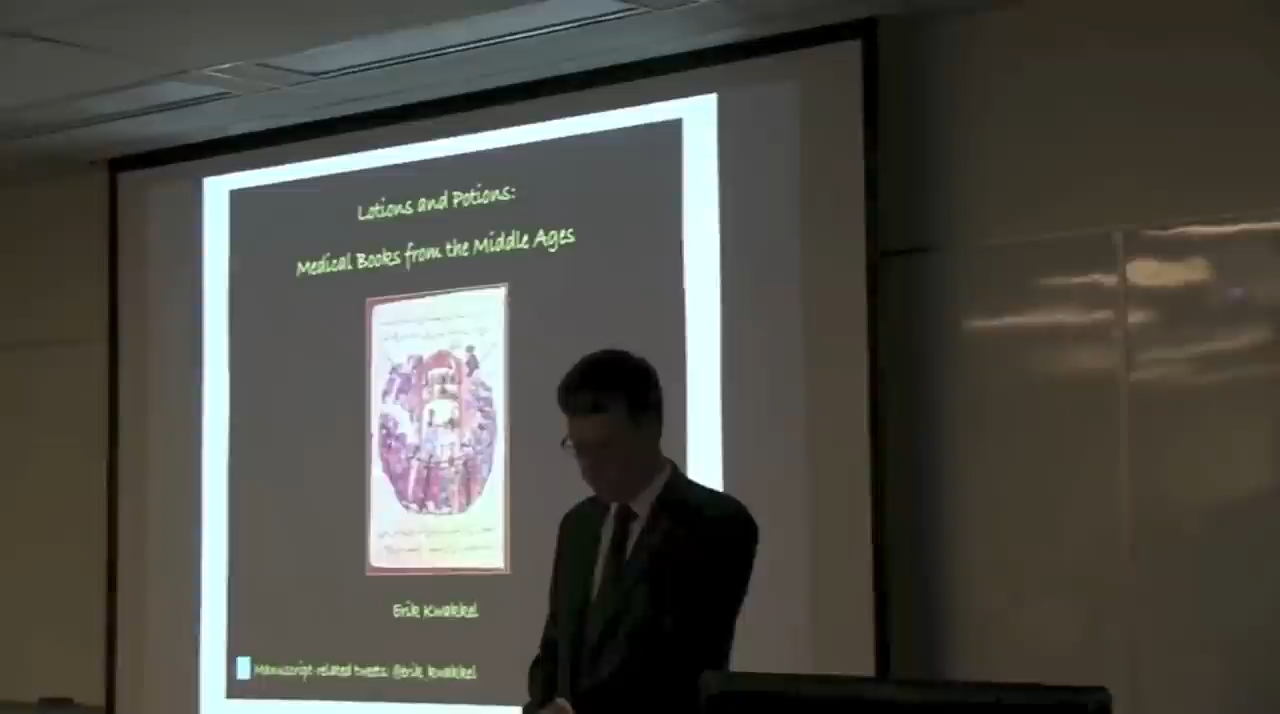 Lotions and Potions:
Medical Books from the Middle Ages
Erik Kwakkel
Manuscript-related tweets: @erik_kwakkel